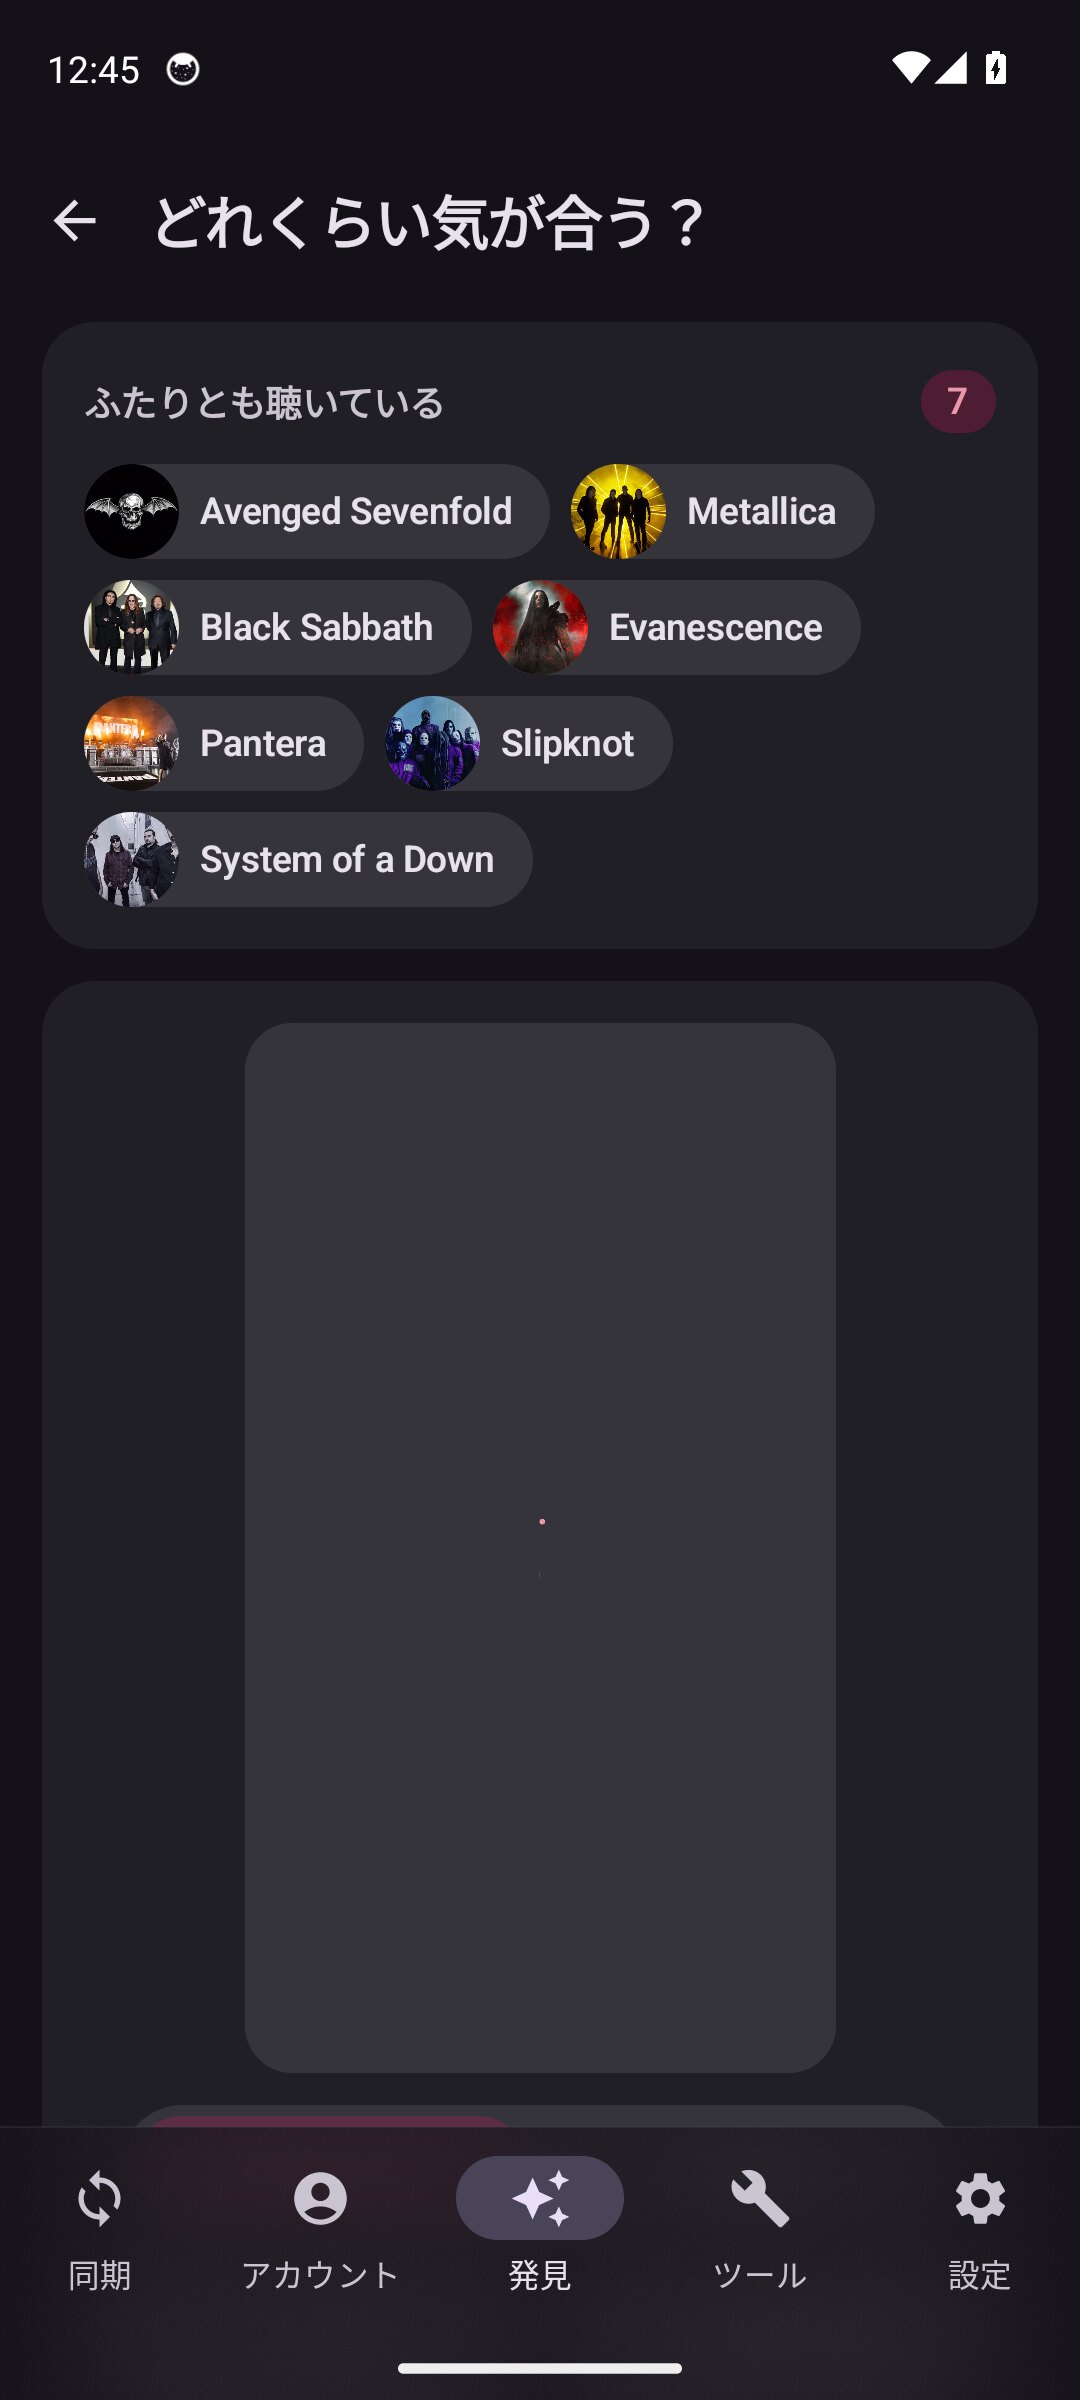 12:45
どれくらい気が合う？
ふたりとも聴いている
7
Avenged Sevenfold
Metallica
Black Sabbath
Evanescence
Pantera
Slipknot
System of a Down
同期
アカウント
発見
ツール
設定